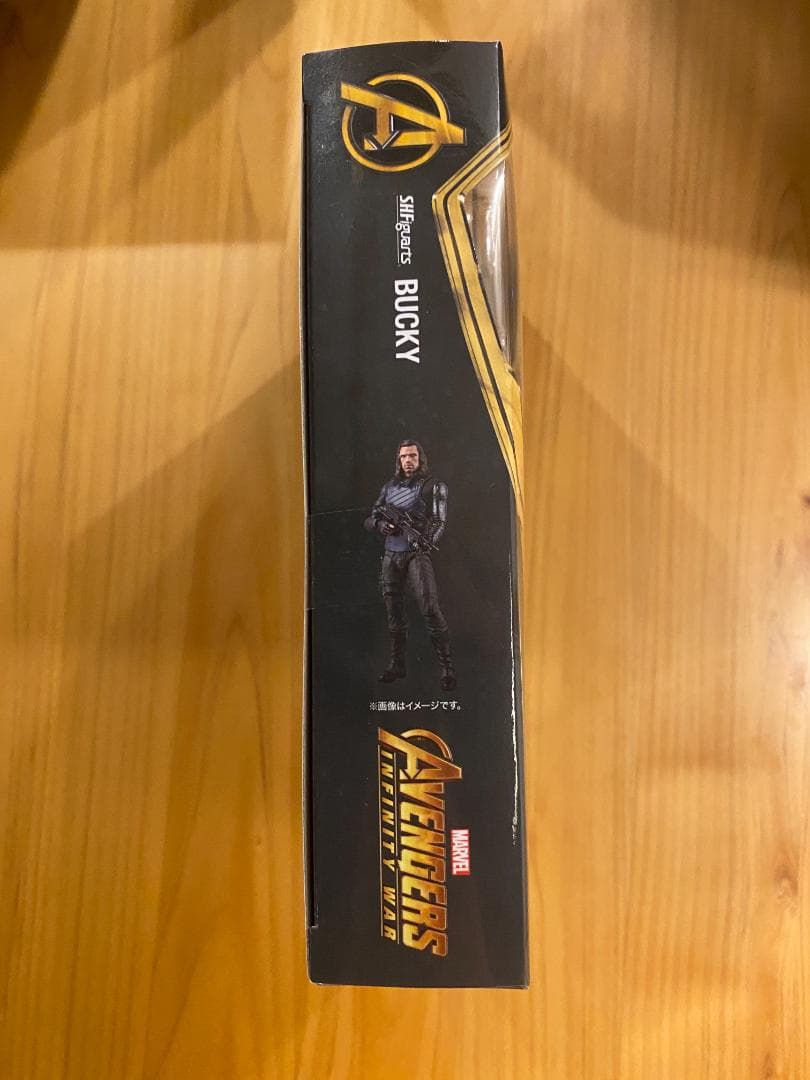 S.H.Figuarts
BUCKY
※画像はイメージです。
MARVEL
AVENGERS
INFINITY WAR